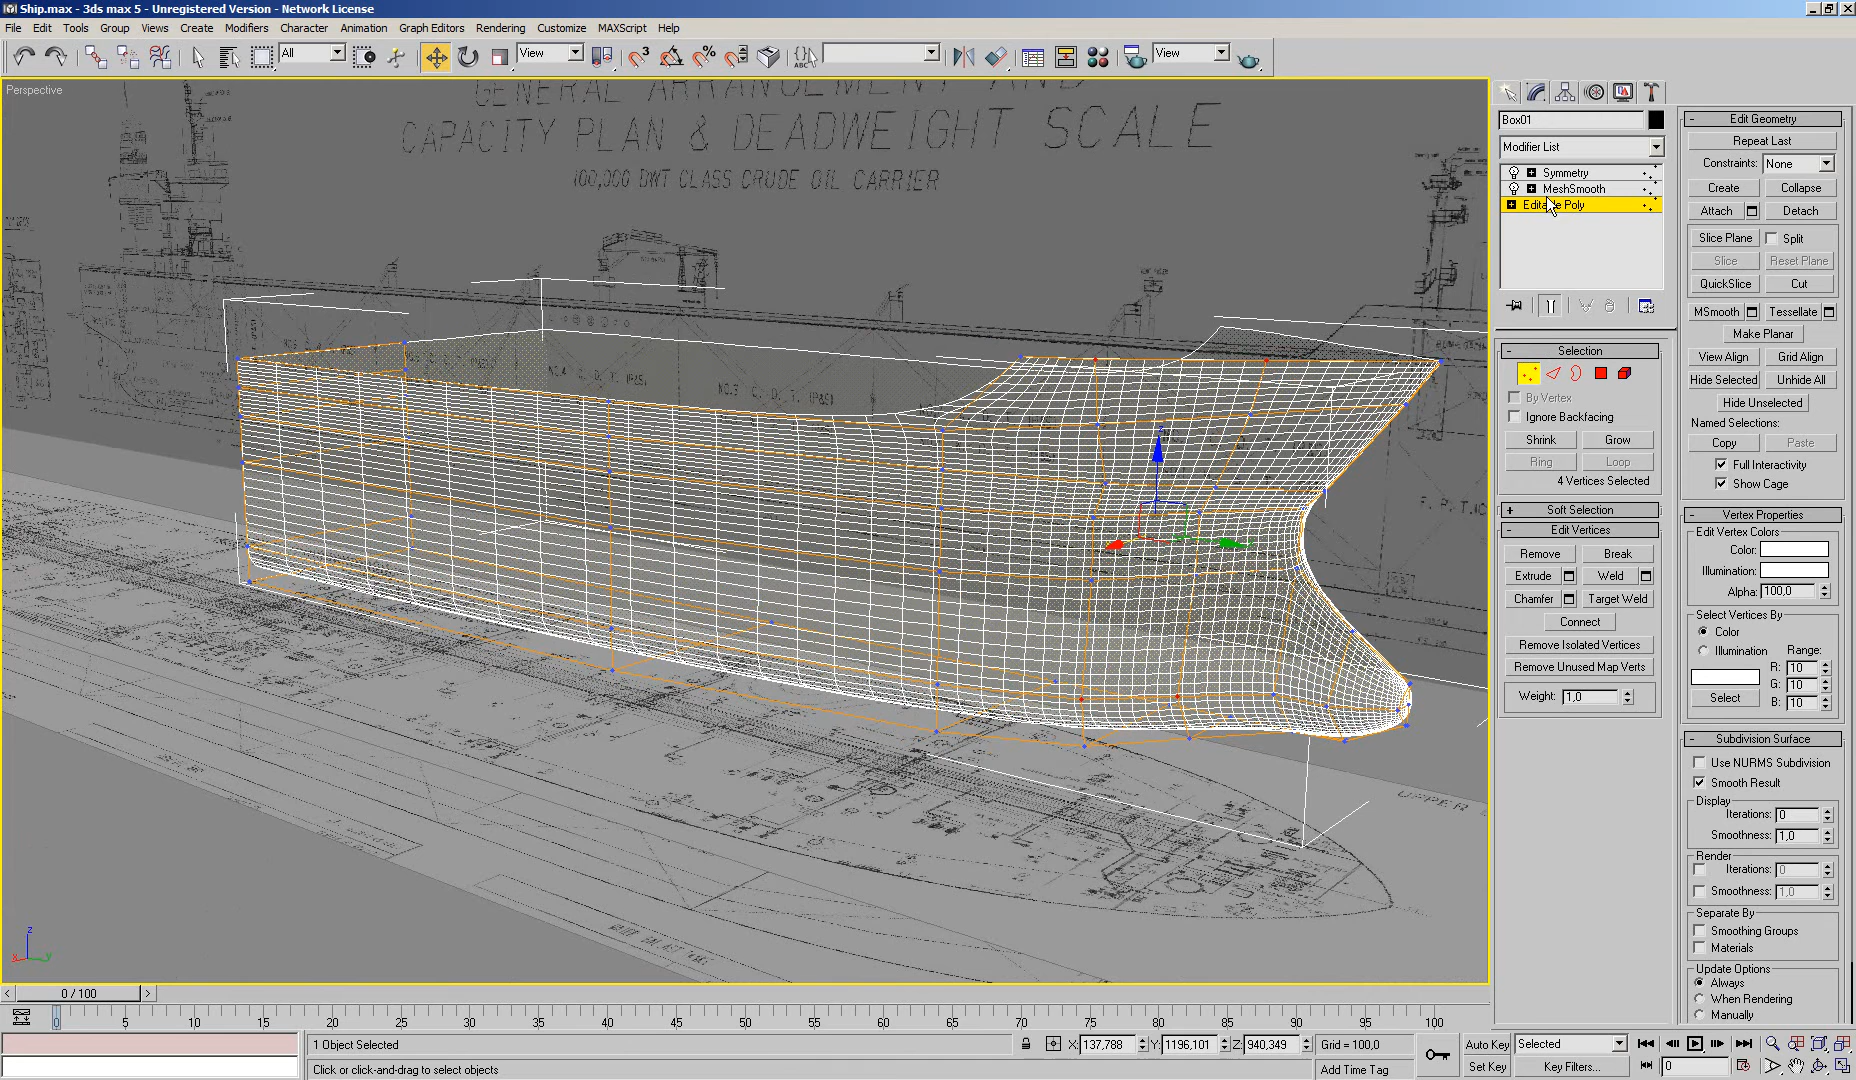 Ship.max - 3ds max 5 - Unregistered Version - Network License
File Edit Tools Group Views Create Modifiers Character Animation Graph Editors Rendering Customize MAXScript Help
All View View
Perspective
GENERAL ARRANGEMENT AND
CAPACITY PLAN & DEADWEIGHT SCALE
100,000 DWT CLASS CRUDE OIL CARRIER
UPPER
Box01
Modifier List
Symmetry
MeshSmooth
Editable Poly
Selection
By Vertex
Ignore Backfacing
Shrink Grow
Ring Loop
4 Vertices Selected
Soft Selection
Edit Vertices
Remove Break
Extrude Weld
Chamfer Target Weld
Connect
Remove Isolated Vertices
Remove Unused Map Verts
Weight: 1,0
Edit Geometry
Repeat Last
Constraints: None
Create Collapse
Attach Detach
Slice Plane Split
Slice Reset Plane
QuickSlice Cut
MSmooth Tessellate
Make Planar
View Align Grid Align
Hide Selected Unhide All
Hide Unselected
Named Selections:
Copy Paste
Full Interactivity
Show Cage
Vertex Properties
Edit Vertex Colors
Color:
Illumination:
Alpha: 100,0
Select Vertices By
Color
Illumination Range:
R: 10
G: 10
Select B: 10
Subdivision Surface
Use NURMS Subdivision
Smooth Result
Display
Iterations: 0
Smoothness: 1,0
Render
Iterations: 0
Smoothness: 1,0
Separate By
Smoothing Groups
Materials
Update Options
Always
When Rendering
Manually
0 / 100
0 5 10 15 20 25 30 35 40 45 50 55 60 65 70 75 80 85 90 95 100
1 Object Selected X: 137,788 Y: 1196,101 Z: 940,349 Grid = 100,0 Auto Key Selected
Click or click-and-drag to select objects Add Time Tag Set Key Key Filters... 0